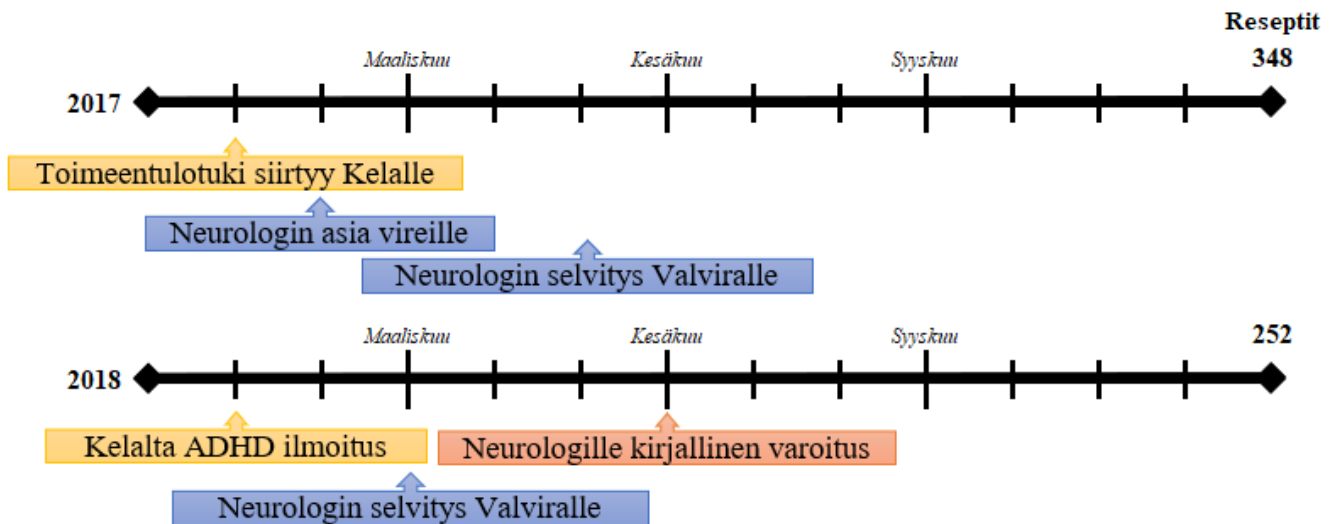 Reseptit
Maaliskuu Kesäkuu Syyskuu 348
2017
Toimeentulotuki siirtyy Kelalle
Neurologin asia vireille
Neurologin selvitys Valviralle
Maaliskuu Kesäkuu Syyskuu 252
2018
Kelalta ADHD ilmoitus Neurologille kirjallinen varoitus
Neurologin selvitys Valviralle